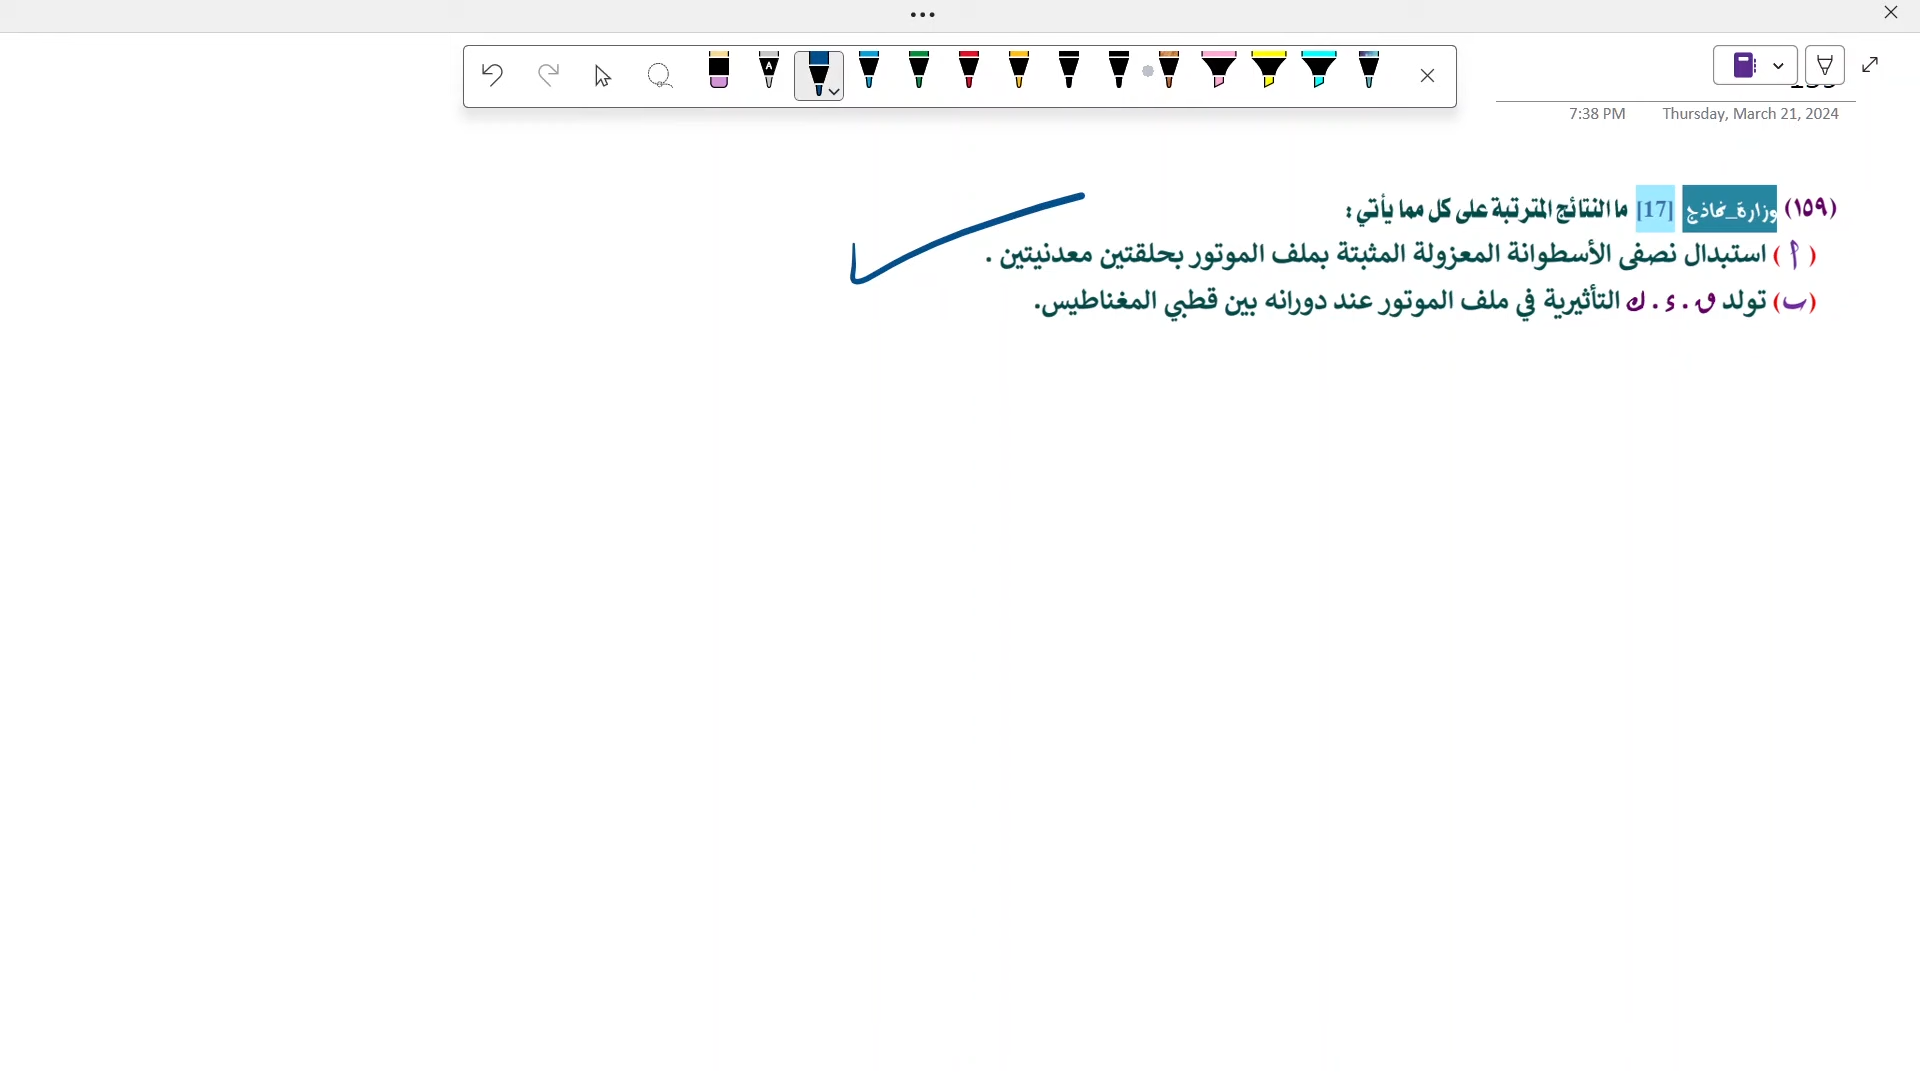 7:38 PM Thursday, March 21, 2024
(١٥٩) وزارة_نماذج [17] ما النتائج المترتبة على كل مما يأتي :
( أ ) استبدال نصفى الأسطوانة المعزولة المثبتة بملف الموتور بحلقتين معدنيتين .
(ب) تولد ق . ء . ك التأثيرية في ملف الموتور عند دورانه بين قطبي المغناطيس.